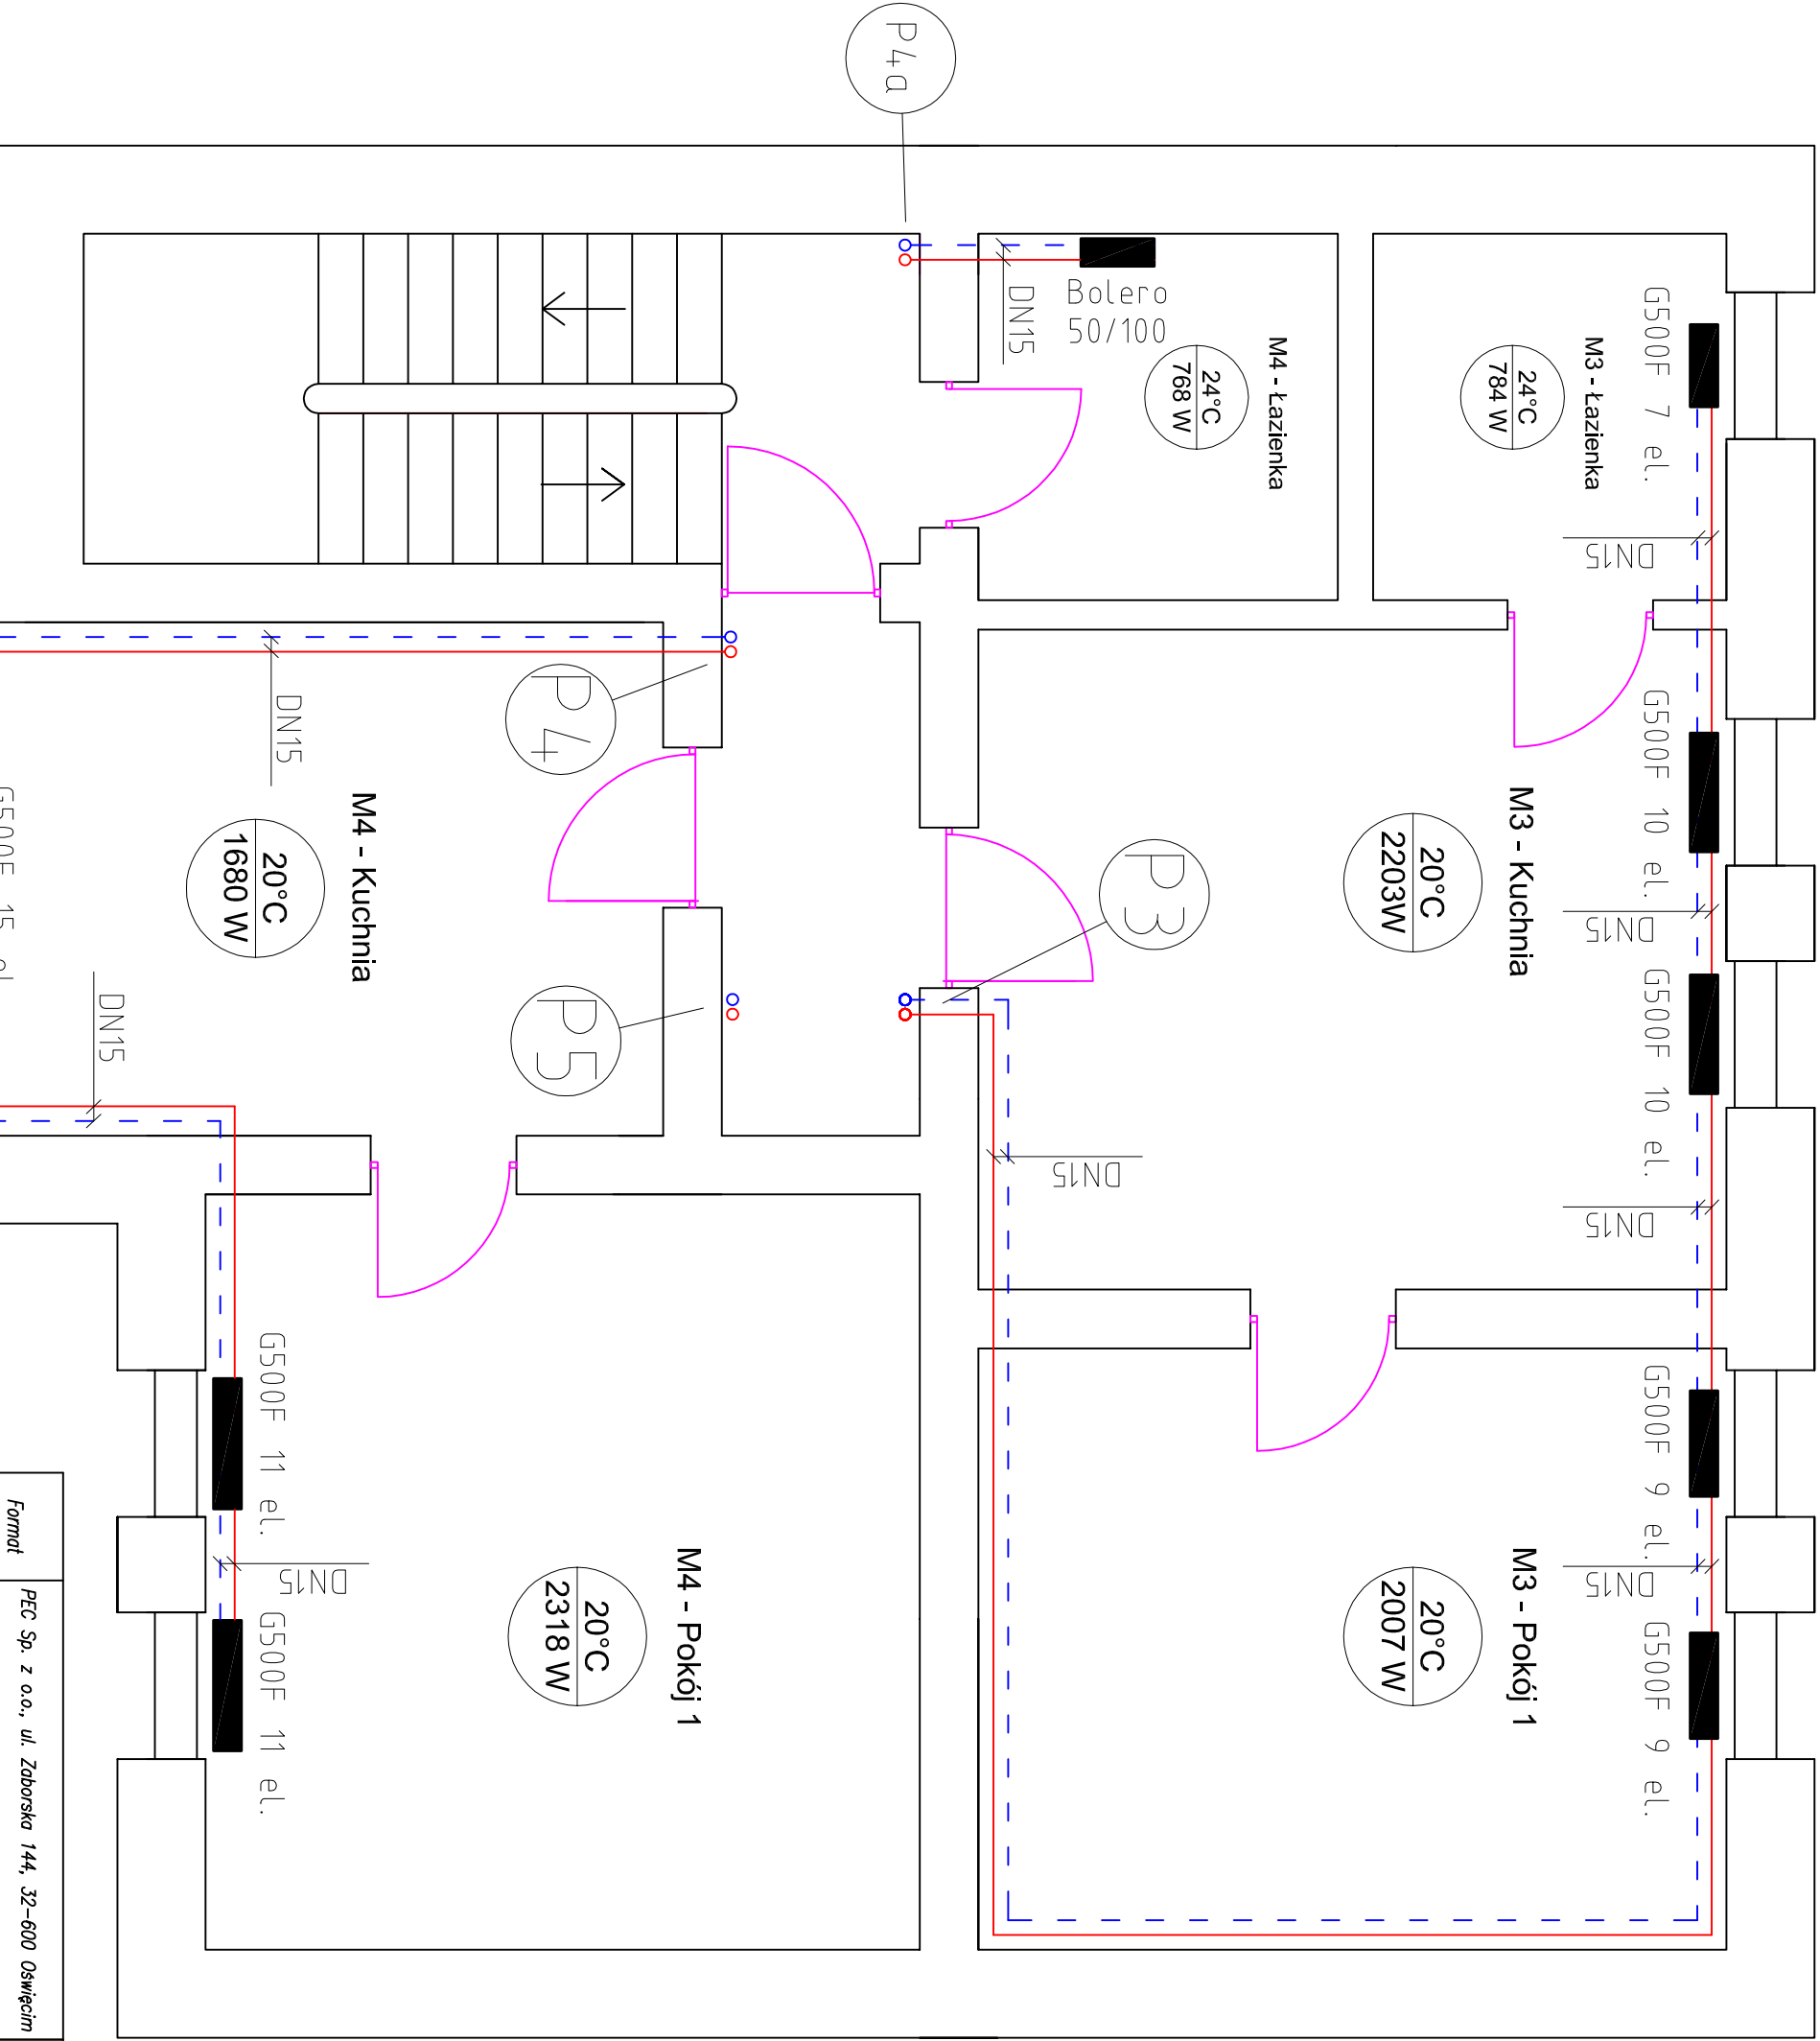 P4a
Bolero
50/100
DN15
M4 - Łazienka
24°C
768 W
M3 - Łazienka
24°C
784 W
G500F 7 el.
DN15
G500F 10 el.
DN15
G500F 10 el.
DN15
M3 - Kuchnia
20°C
2203W
P3
DN15
P4
DN15
M4 - Kuchnia
20°C
1680 W
G500F 15 el.
P5
DN15
G500F 9 el.
DN15
G500F 9 el.
M3 - Pokój 1
20°C
2007 W
M4 - Pokój 1
20°C
2318 W
G500F 11 el.
DN15
G500F 11 el.
Format
PEC Sp. z o.o., ul. Zaborska 144, 32-600 Oświęcim